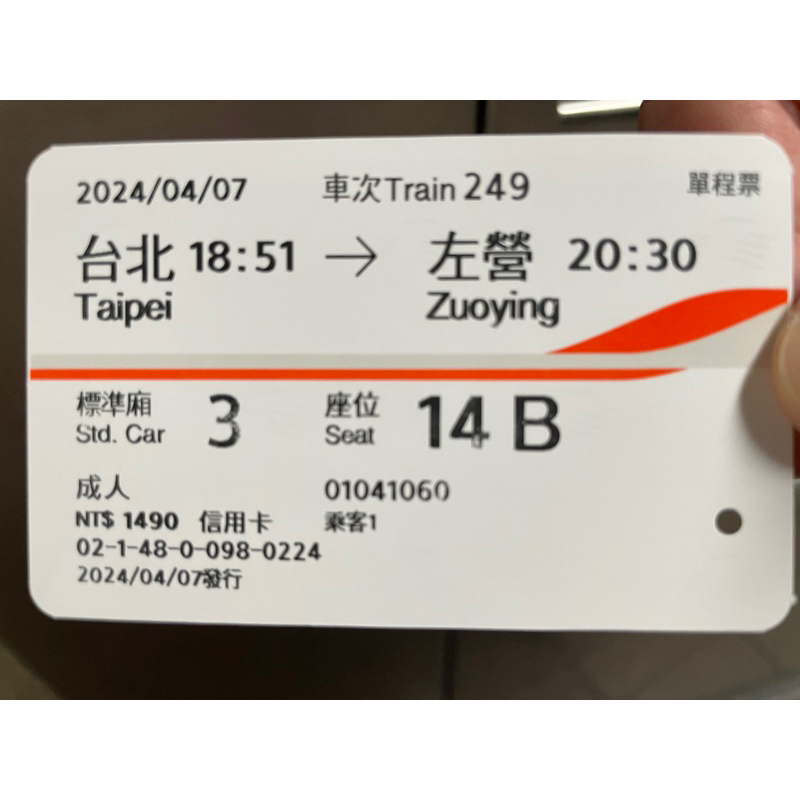 2024/04/07 車次Train 249 單程票
台北 18:51 → 左營 20:30
Taipei Zuoying
標準廂 3 座位 14 B
Std. Car Seat
成人 01041060
NT$ 1490 信用卡 乘客1
02-1-48-0-098-0224
2024/04/07發行